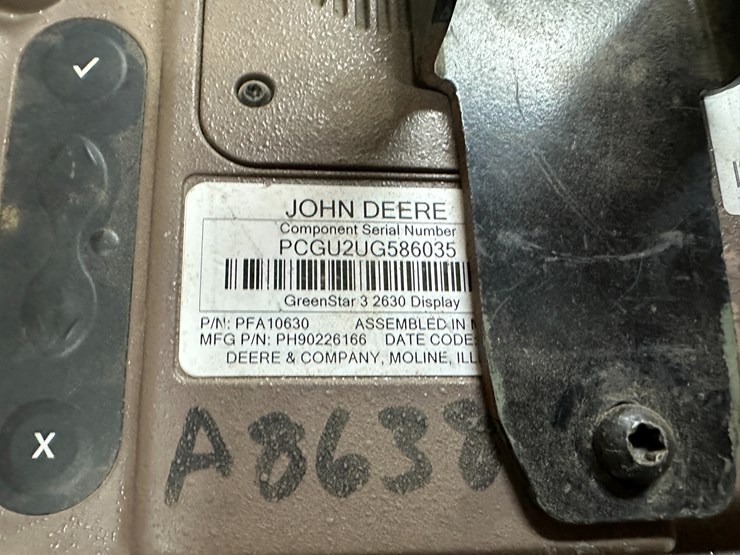 JOHN DEERE
Component Serial Number
PCGU2UG586035
GreenStar 3 2630 Display
P/N: PFA10630 ASSEMBLED IN
MFG P/N: PH90226166 DATE CODE
DEERE & COMPANY, MOLINE, ILL
A8638
X